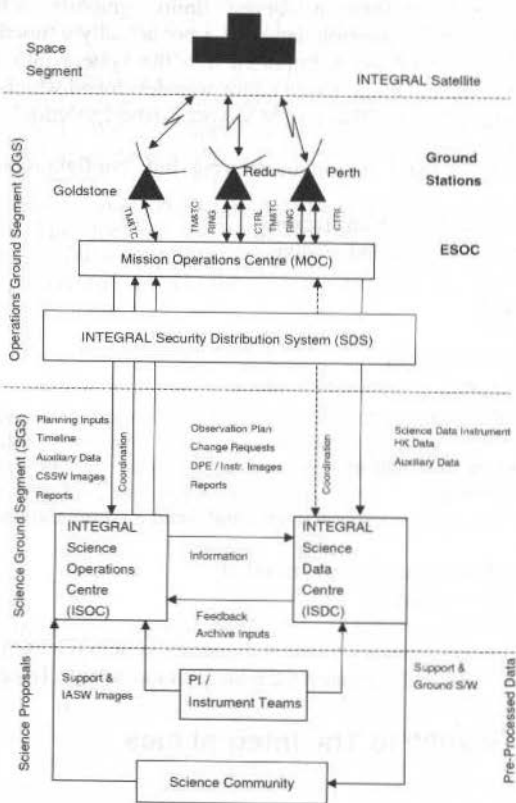 Space
Segment
INTEGRAL Satellite
Operations Ground Segment (OGS)
Goldstone
Redu
Perth
Ground
Stations
TM&TC
TM&TC
RING
CTRL
TM&TC
RING
CTRL
ESOC
Mission Operations Centre (MOC)
INTEGRAL Security Distribution System (SDS)
Science Ground Segment (SGS)
Planning Inputs
Timeline
Auxiliary Data
CSSW Images
Reports
Coordination
Observation Plan
Change Requests
DPE / Instr. Images
Reports
Coordination
Science Data Instrument
HK Data
Auxiliary Data
INTEGRAL
Science
Operations
Centre
(ISOC)
Information
Feedback
Archive Inputs
INTEGRAL
Science
Data
Centre
(ISDC)
Science Proposals
Support &
IASW Images
PI /
Instrument Teams
Support &
Ground S/W
Pre-Processed Data
Science Community